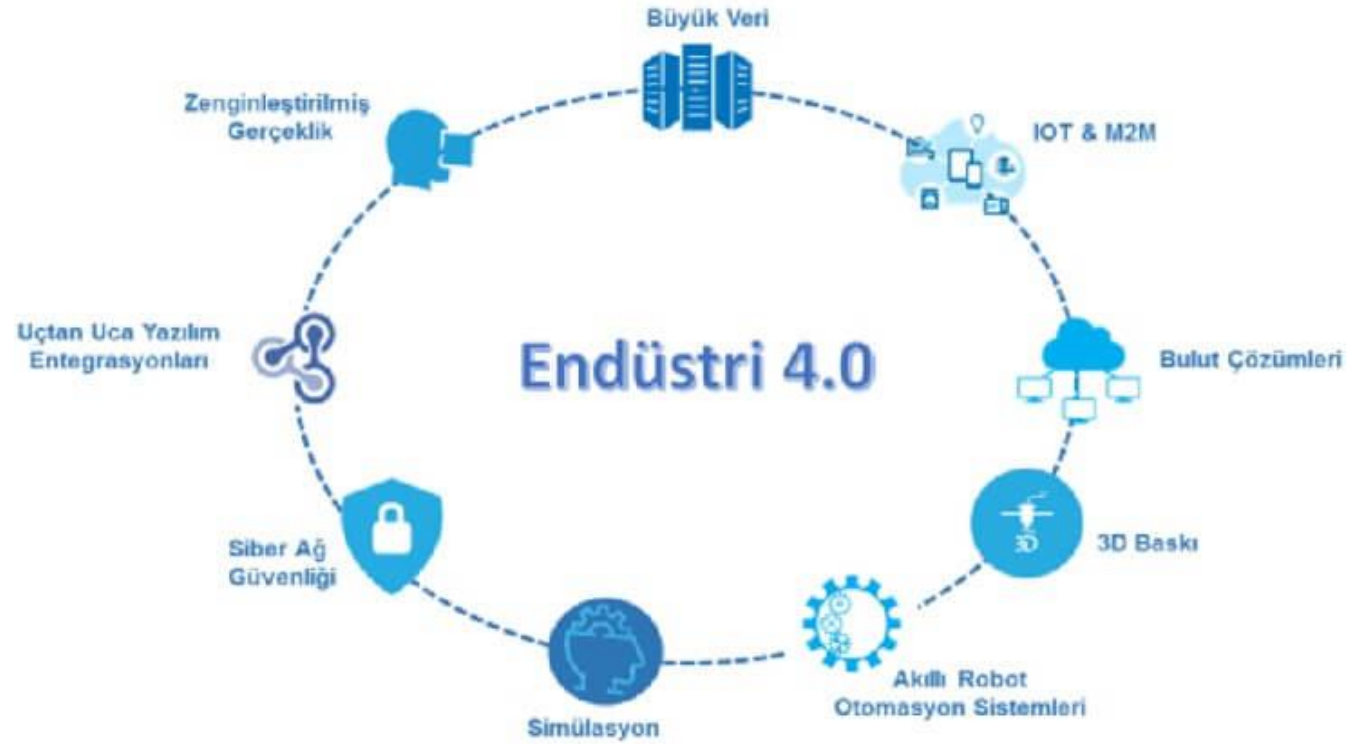 Büyük Veri
Zenginleştirilmiş
Gerçeklik
IOT & M2M
Uçtan Uca Yazılım
Entegrasyonları
Endüstri 4.0
Bulut Çözümleri
3D Baskı
3D
Siber Ağ
Güvenliği
Akıllı Robot
Otomasyon Sistemleri
Simülasyon